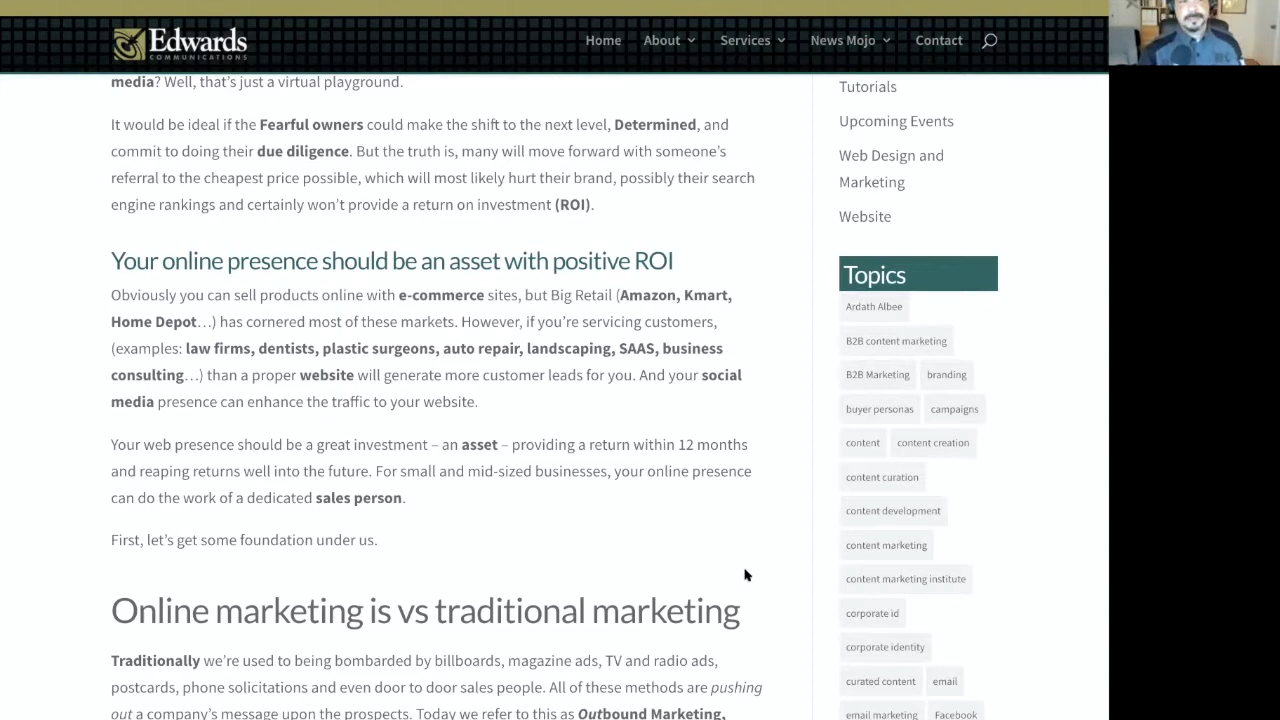 Edwards
COMMUNICATIONS
Home About Services News Mojo Contact
media? Well, that's just a virtual playground.
It would be ideal if the Fearful owners could make the shift to the next level, Determined, and
commit to doing their due diligence. But the truth is, many will move forward with someone's
referral to the cheapest price possible, which will most likely hurt their brand, possibly their search
engine rankings and certainly won't provide a return on investment (ROI).
Your online presence should be an asset with positive ROI
Obviously you can sell products online with e-commerce sites, but Big Retail (Amazon, Kmart,
Home Depot…) has cornered most of these markets. However, if you're servicing customers,
(examples: law firms, dentists, plastic surgeons, auto repair, landscaping, SAAS, business
consulting…) than a proper website will generate more customer leads for you. And your social
media presence can enhance the traffic to your website.
Your web presence should be a great investment – an asset – providing a return within 12 months
and reaping returns well into the future. For small and mid-sized businesses, your online presence
can do the work of a dedicated sales person.
First, let's get some foundation under us.
Online marketing is vs traditional marketing
Traditionally we're used to being bombarded by billboards, magazine ads, TV and radio ads,
postcards, phone solicitations and even door to door sales people. All of these methods are pushing
out a company's message upon the prospects. Today we refer to this as Outbound Marketing,
Tutorials
Upcoming Events
Web Design and
Marketing
Website
Topics
Ardath Albee
B2B content marketing
B2B Marketing branding
buyer personas campaigns
content content creation
content curation
content development
content marketing
content marketing institute
corporate id
corporate identity
curated content email
email marketing Facebook